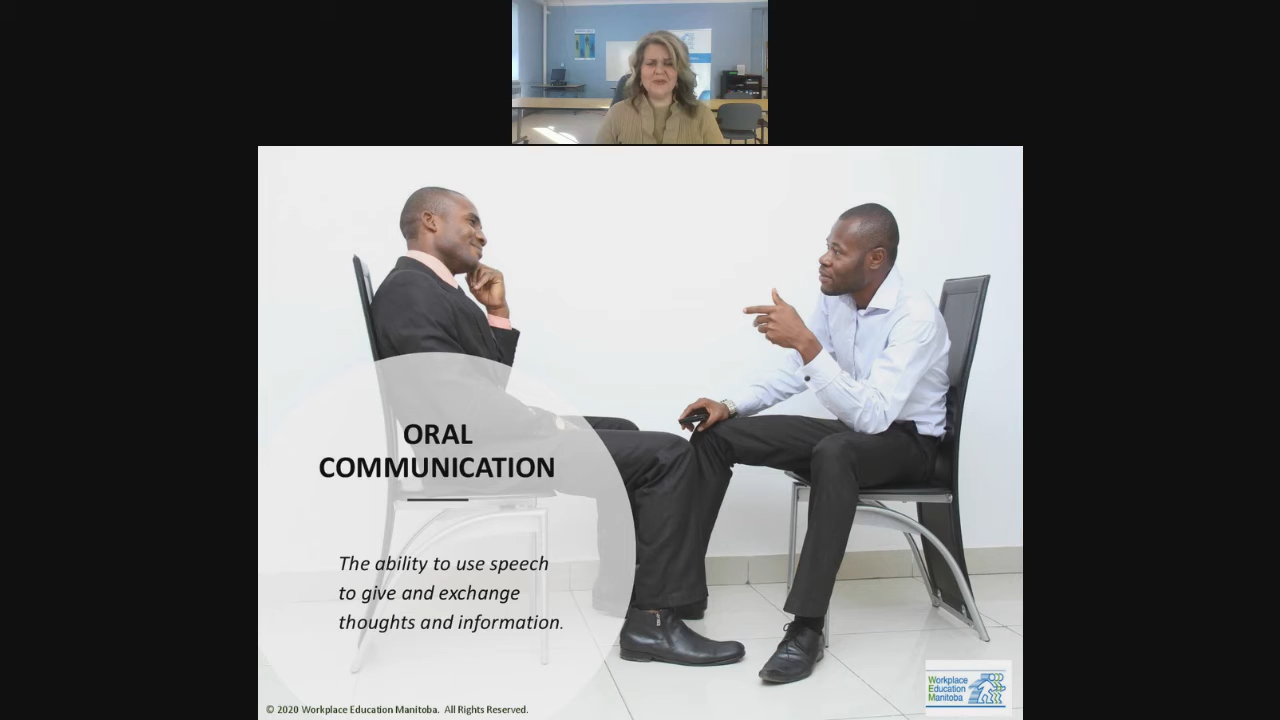 ORAL
COMMUNICATION
The ability to use speech
to give and exchange
thoughts and information.
Workplace
Education
Manitoba
© 2020 Workplace Education Manitoba. All Rights Reserved.